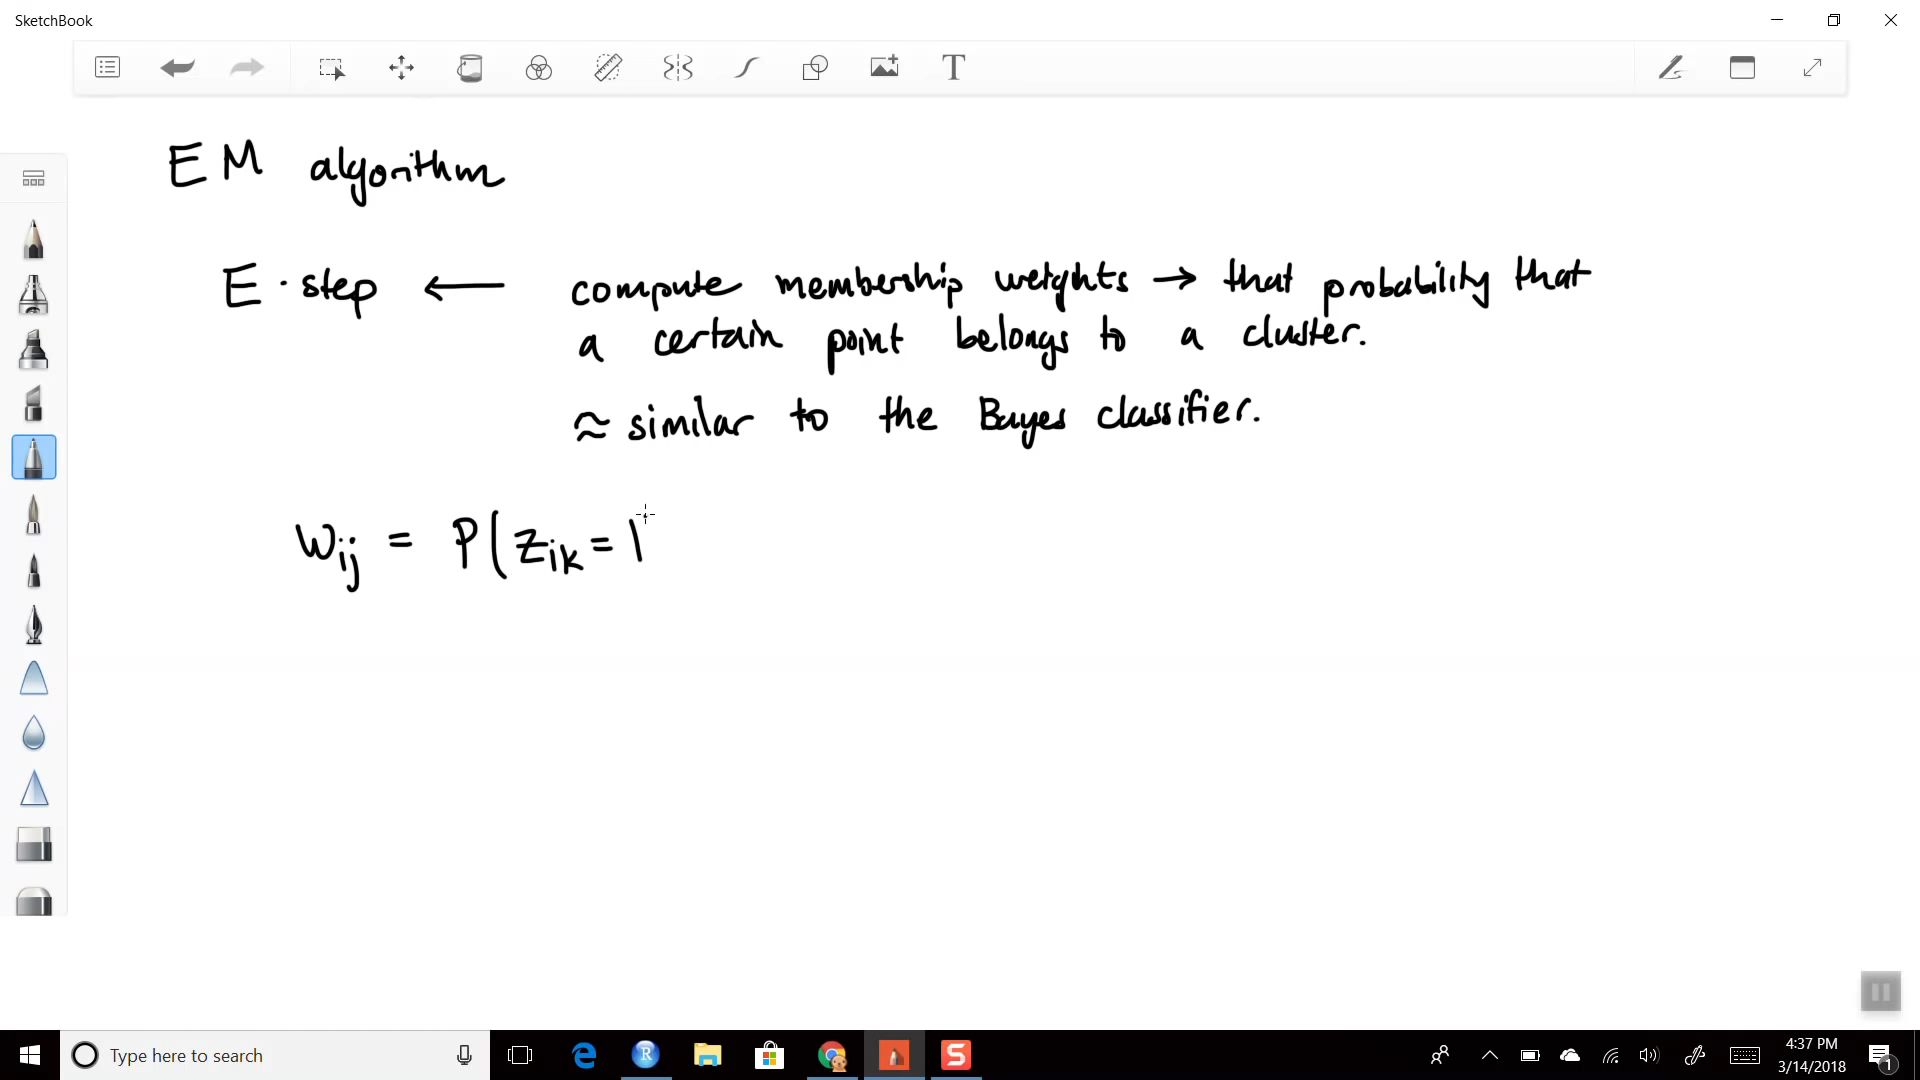 SketchBook
T
EM algorithm
E-step ← compute membership weights → that probability that
a certain point belongs to a cluster.
≈ similar to the Bayes classifier.
wij = P(zik = 1
Type here to search
4:37 PM
3/14/2018
1